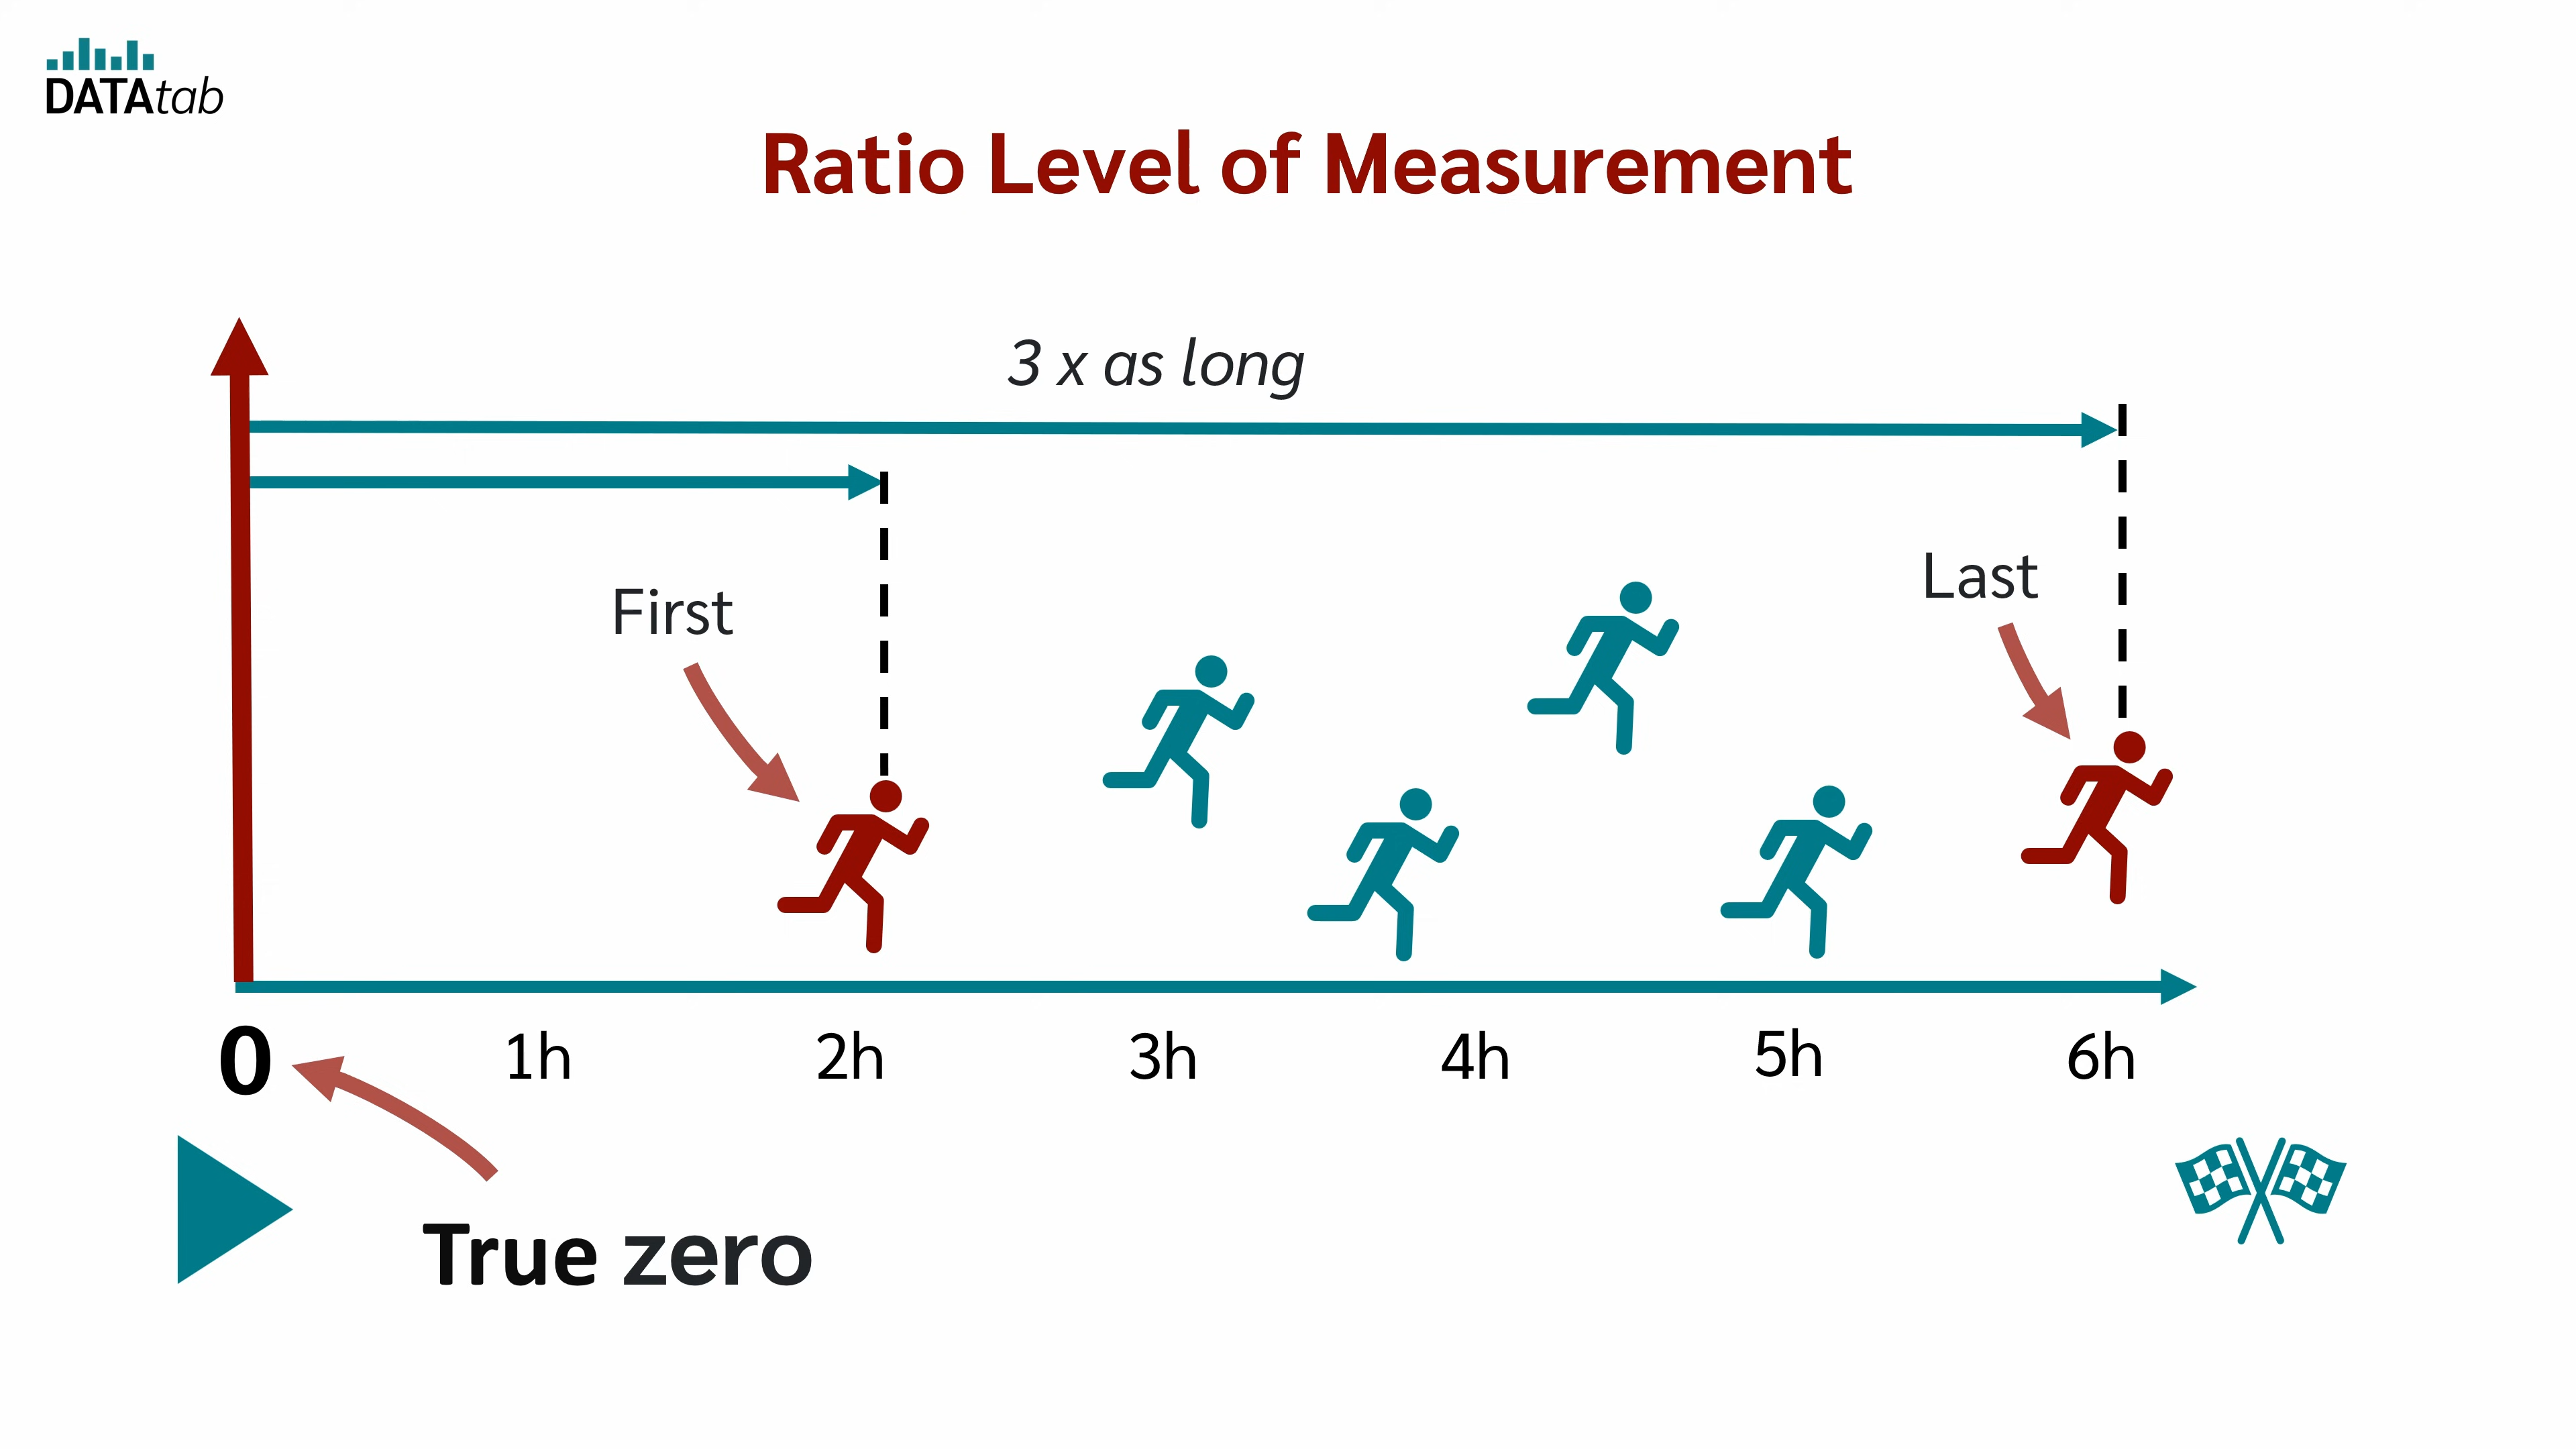 DATAtab
Ratio Level of Measurement
3 x as long
First
Last
0 1h 2h 3h 4h 5h 6h
True zero